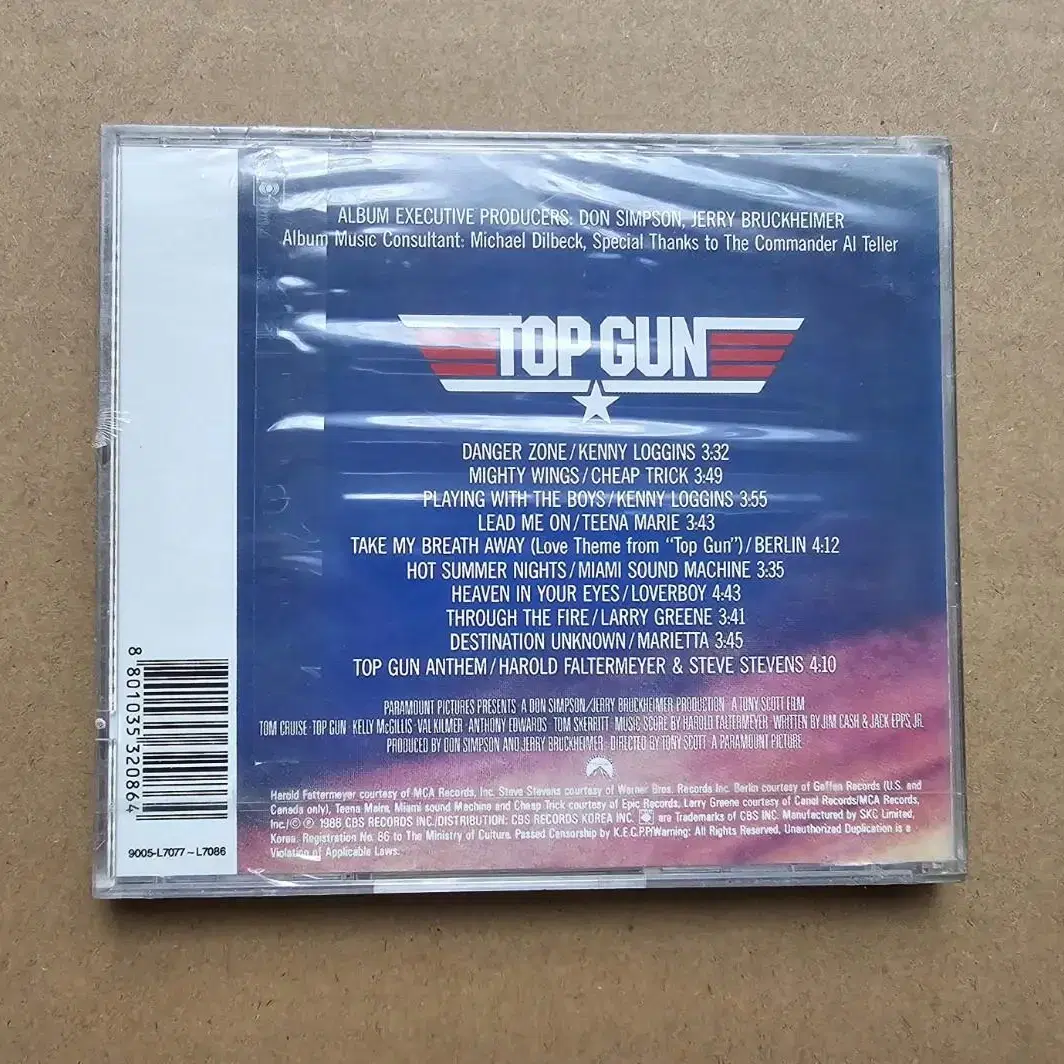 ALBUM EXECUTIVE PRODUCERS: DON SIMPSON, JERRY BRUCKHEIMER
Album Music Consultant: Michael Dilbeck, Special Thanks to The Commander Al Teller
TOP GUN
DANGER ZONE/KENNY LOGGINS 3:32
MIGHTY WINGS/CHEAP TRICK 3:49
PLAYING WITH THE BOYS/KENNY LOGGINS 3:55
LEAD ME ON/TEENA MARIE 3:43
TAKE MY BREATH AWAY (Love Theme from "Top Gun")/BERLIN 4:12
HOT SUMMER NIGHTS/MIAMI SOUND MACHINE 3:35
HEAVEN IN YOUR EYES/LOVERBOY 4:43
THROUGH THE FIRE/LARRY GREENE 3:41
DESTINATION UNKNOWN/MARIETTA 3:45
TOP GUN ANTHEM/HAROLD FALTERMEYER & STEVE STEVENS 4:10
PARAMOUNT PICTURES PRESENTS A DON SIMPSON/JERRY BRUCKHEIMER PRODUCTION A TONY SCOTT FILM
TOM CRUISE · TOP GUN · KELLY McGILLIS · VAL KILMER · ANTHONY EDWARDS · TOM SKERRITT · MUSIC SCORE BY HAROLD FALTERMEYER · WRITTEN BY JIM CASH & JACK EPPS, JR.
PRODUCED BY DON SIMPSON AND JERRY BRUCKHEIMER · DIRECTED BY TONY SCOTT · A PARAMOUNT PICTURE
Harold Fattermeyer courtesy of MCA Records, Inc. Steve Stevens courtesy of Werner Bros. Records Inc. Berlin courtesy of Geffen Records (U.S. and
Canada only), Teena Maire, Miami sound Machine and Cheap Trick courtesy of Epic Records, Larry Greene courtesy of Canel Records/MCA Records,
Inc./© ℗ 1988 CBS RECORDS INC./DISTRIBUTION: CBS RECORDS KOREA INC. are Trademarks of CBS INC. Manufactured by SKC Limited,
Korea. Registration No. 86 to The Ministry of Culture. Passed Censorship by K.E.C.P.P/Warning: All Rights Reserved, Unauthorized Duplication is a
Violation of Applicable Laws.
8 801035 320864
9005-L7077~L7086